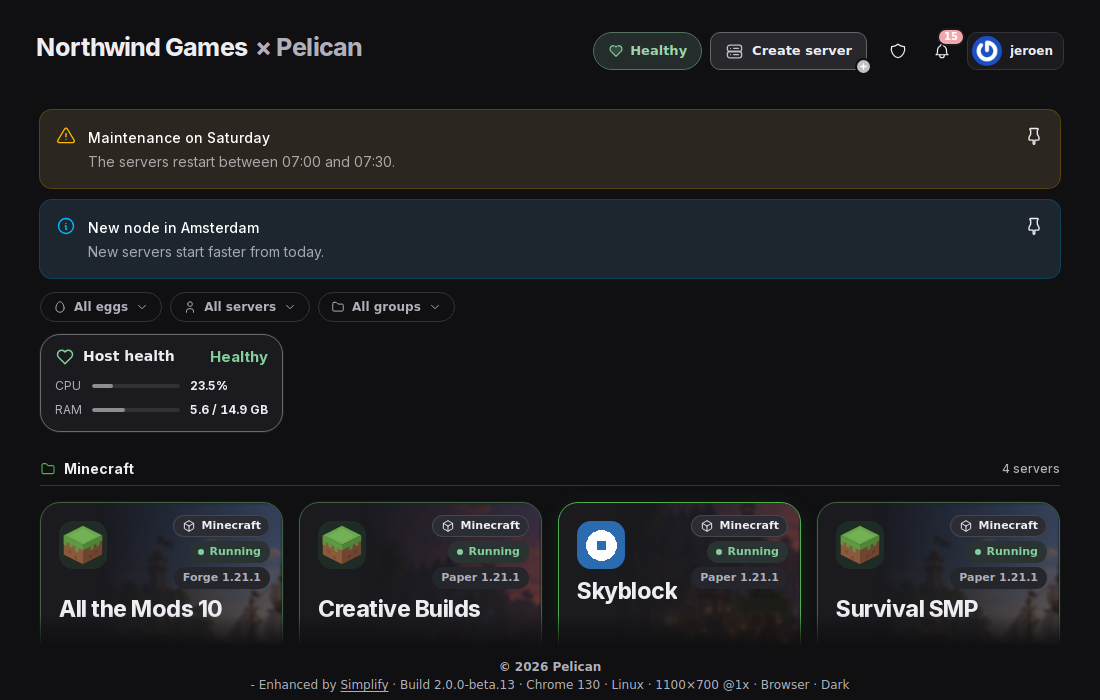 Northwind Games × Pelican
Healthy
Create server
15
jeroen
Maintenance on Saturday
The servers restart between 07:00 and 07:30.
New node in Amsterdam
New servers start faster from today.
All eggs
All servers
All groups
Host health
Healthy
CPU
23.5%
RAM
5.6 / 14.9 GB
Minecraft
4 servers
Minecraft
Running
Forge 1.21.1
All the Mods 10
Minecraft
Running
Paper 1.21.1
Creative Builds
Minecraft
Running
Paper 1.21.1
Skyblock
Minecraft
Running
Paper 1.21.1
Survival SMP
© 2026 Pelican
- Enhanced by Simplify · Build 2.0.0-beta.13 · Chrome 130 · Linux · 1100×700 @1x · Browser · Dark